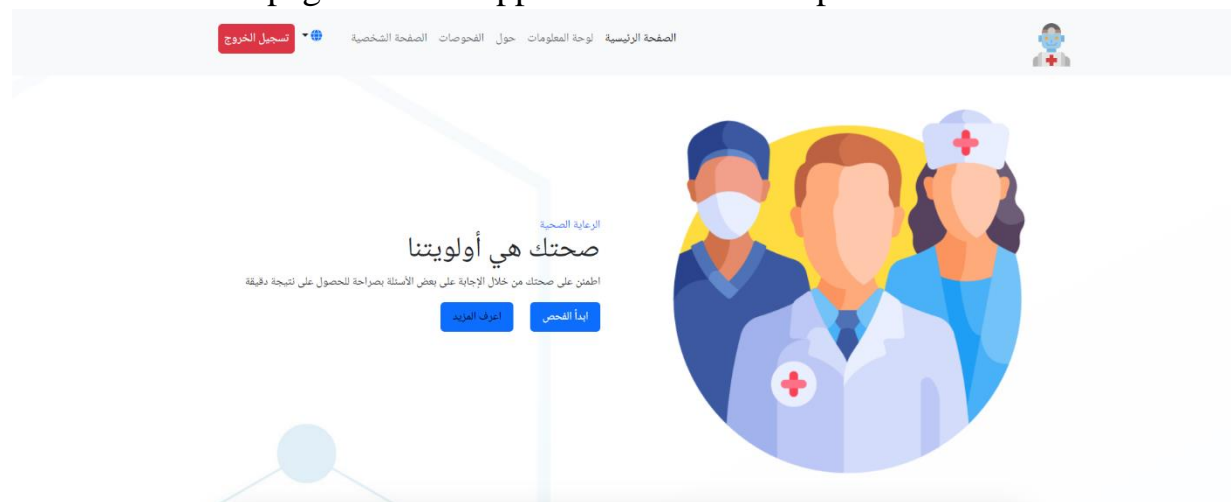 الصفحة الرئيسية لوحة المعلومات حول الفحوصات الصفحة الشخصية تسجيل الخروج
الرعاية الصحية
صحتك هي أولويتنا
اطمئن على صحتك من خلال الإجابة على بعض الأسئلة بصراحة للحصول على نتيجة دقيقة
ابدأ الفحص اعرف المزيد